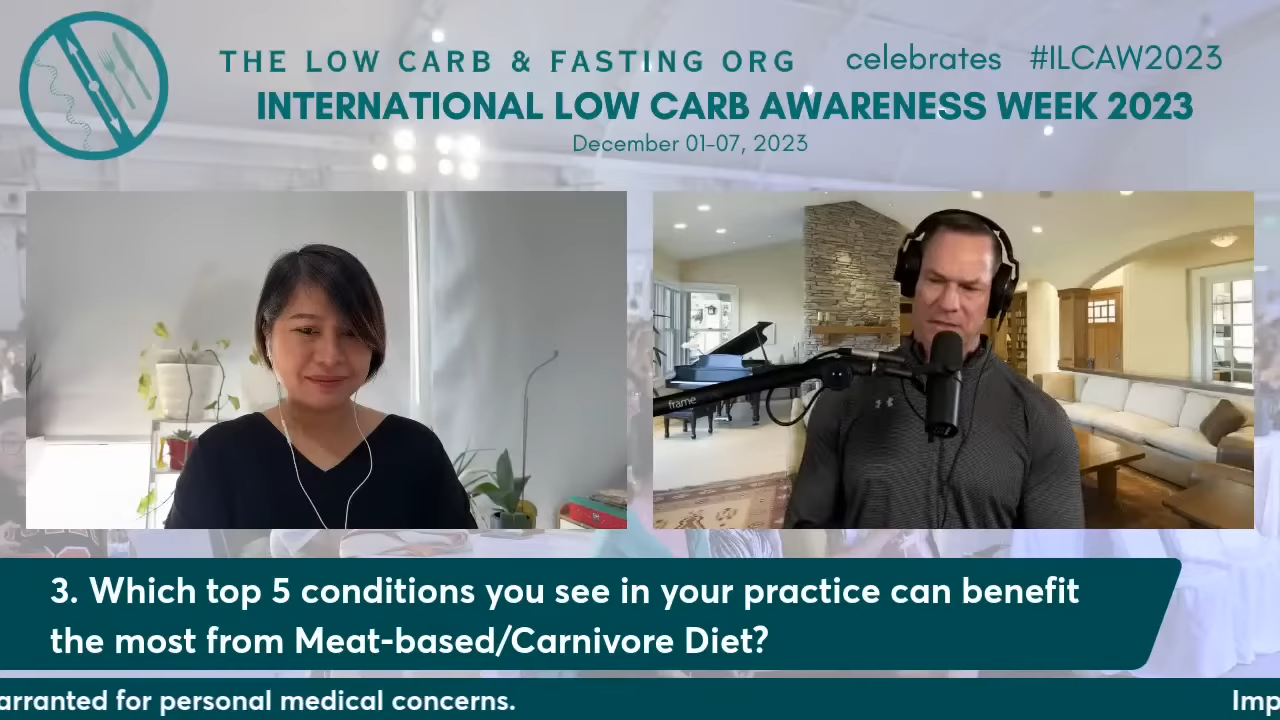 THE LOW CARB & FASTING ORG celebrates #ILCAW2023
INTERNATIONAL LOW CARB AWARENESS WEEK 2023
December 01-07, 2023
frame
3. Which top 5 conditions you see in your practice can benefit
the most from Meat-based/Carnivore Diet?
arranted for personal medical concerns. Imp